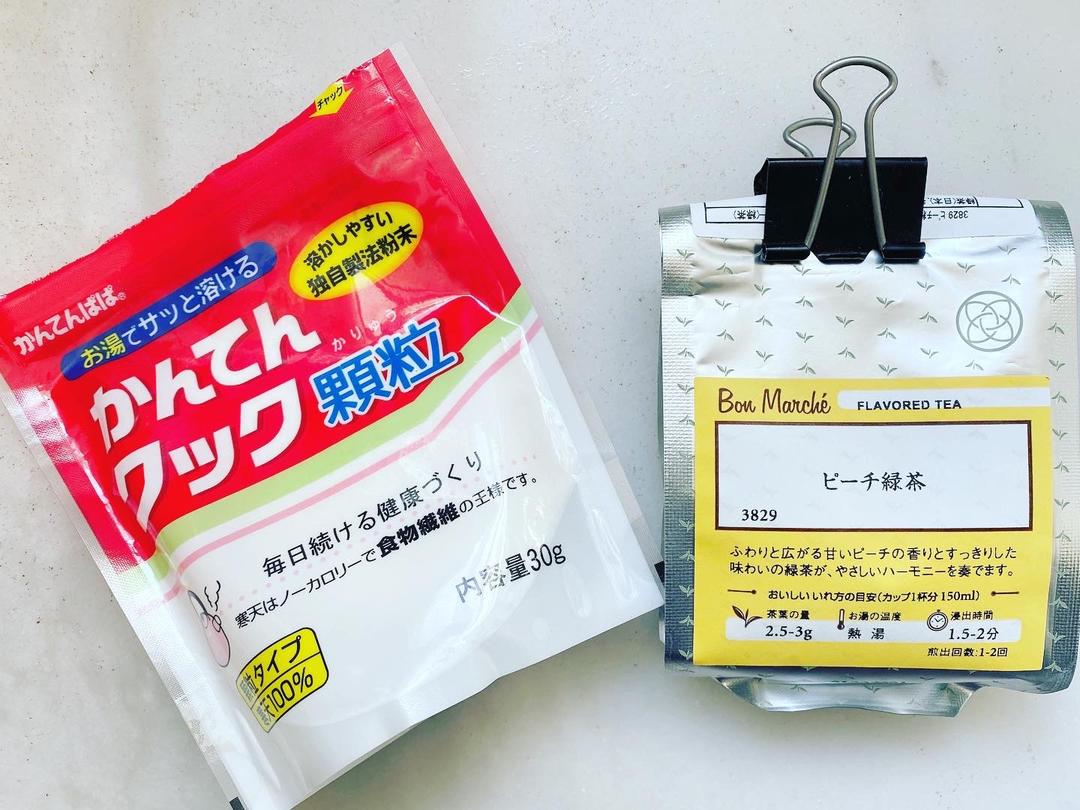 チャック
かんてんぱぱ®
お湯でサッと溶ける
溶かしやすい
独自製法粉末
かんてん
クック
かりゅう
顆粒
毎日続ける健康づくり
寒天はノーカロリーで食物繊維の王様です。
内容量30g
タイプ
100%
3829 ピーチ
Bon Marché
FLAVORED TEA
ピーチ緑茶
3829
ふわりと広がる甘いピーチの香りとすっきりした
味わいの緑茶が、やさしいハーモニーを奏でます。
おいしいいれ方の目安(カップ1杯分 150ml)
茶葉の量
2.5-3g
お湯の温度
熱 湯
浸出時間
1.5-2分
煎出回数:1-2回